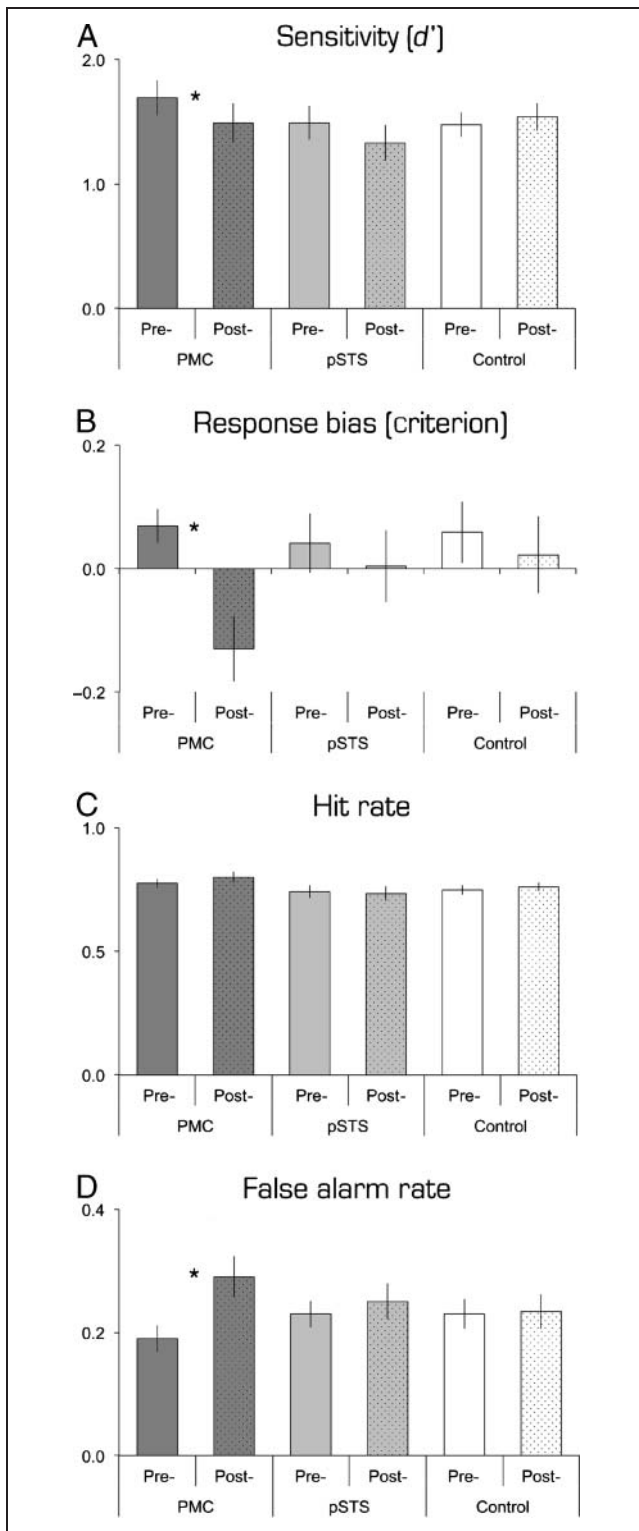 A Sensitivity (d')
2.0
*
1.0
0.0
Pre- Post- Pre- Post- Pre- Post-
PMC pSTS Control
B Response bias (criterion)
0.2
*
0.0
−0.2
Pre- Post- Pre- Post- Pre- Post-
PMC pSTS Control
C Hit rate
1.0
0.5
0.0
Pre- Post- Pre- Post- Pre- Post-
PMC pSTS Control
D False alarm rate
0.4
*
0.2
0.0
Pre- Post- Pre- Post- Pre- Post-
PMC pSTS Control